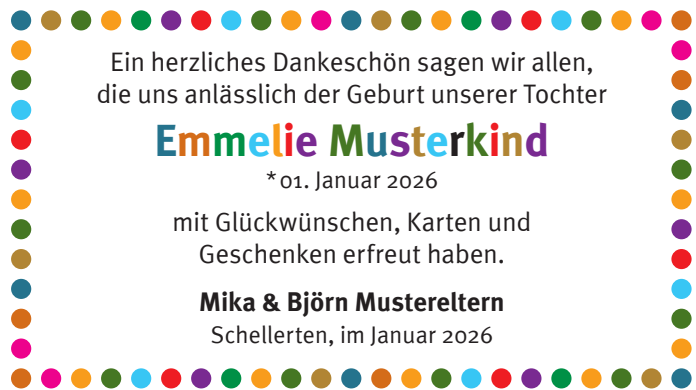 Ein herzliches Dankeschön sagen wir allen,
die uns anlässlich der Geburt unserer Tochter
Emmelie Musterkind
*01. Januar 2026
mit Glückwünschen, Karten und
Geschenken erfreut haben.
Mika & Björn Mustereltern
Schellerten, im Januar 2026